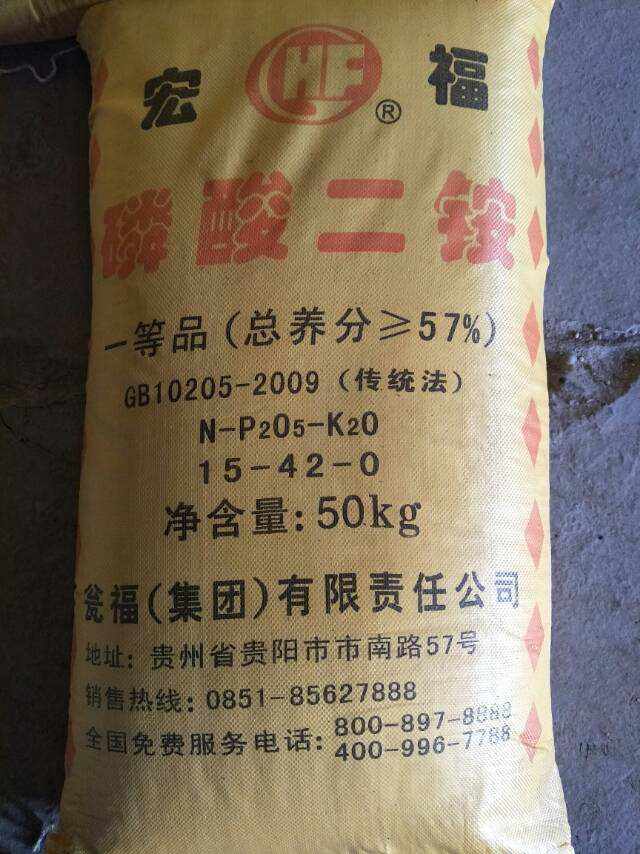 宏 HF® 福
磷酸二铵
一等品(总养分≥57%)
GB10205-2009(传统法)
N-P2O5-K2O
15-42-0
净含量:50kg
瓮福(集团)有限责任公司
地址:贵州省贵阳市市南路57号
销售热线:0851-85627888
全国免费服务电话:800-897-8888
400-996-7788